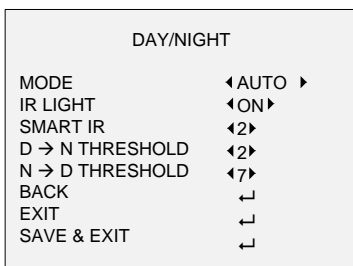 DAY/NIGHT
MODE ◀ AUTO ▶
IR LIGHT ◀ ON ▶
SMART IR ◀ 2 ▶
D → N THRESHOLD ◀ 2 ▶
N → D THRESHOLD ◀ 7 ▶
BACK ↵
EXIT ↵
SAVE & EXIT ↵